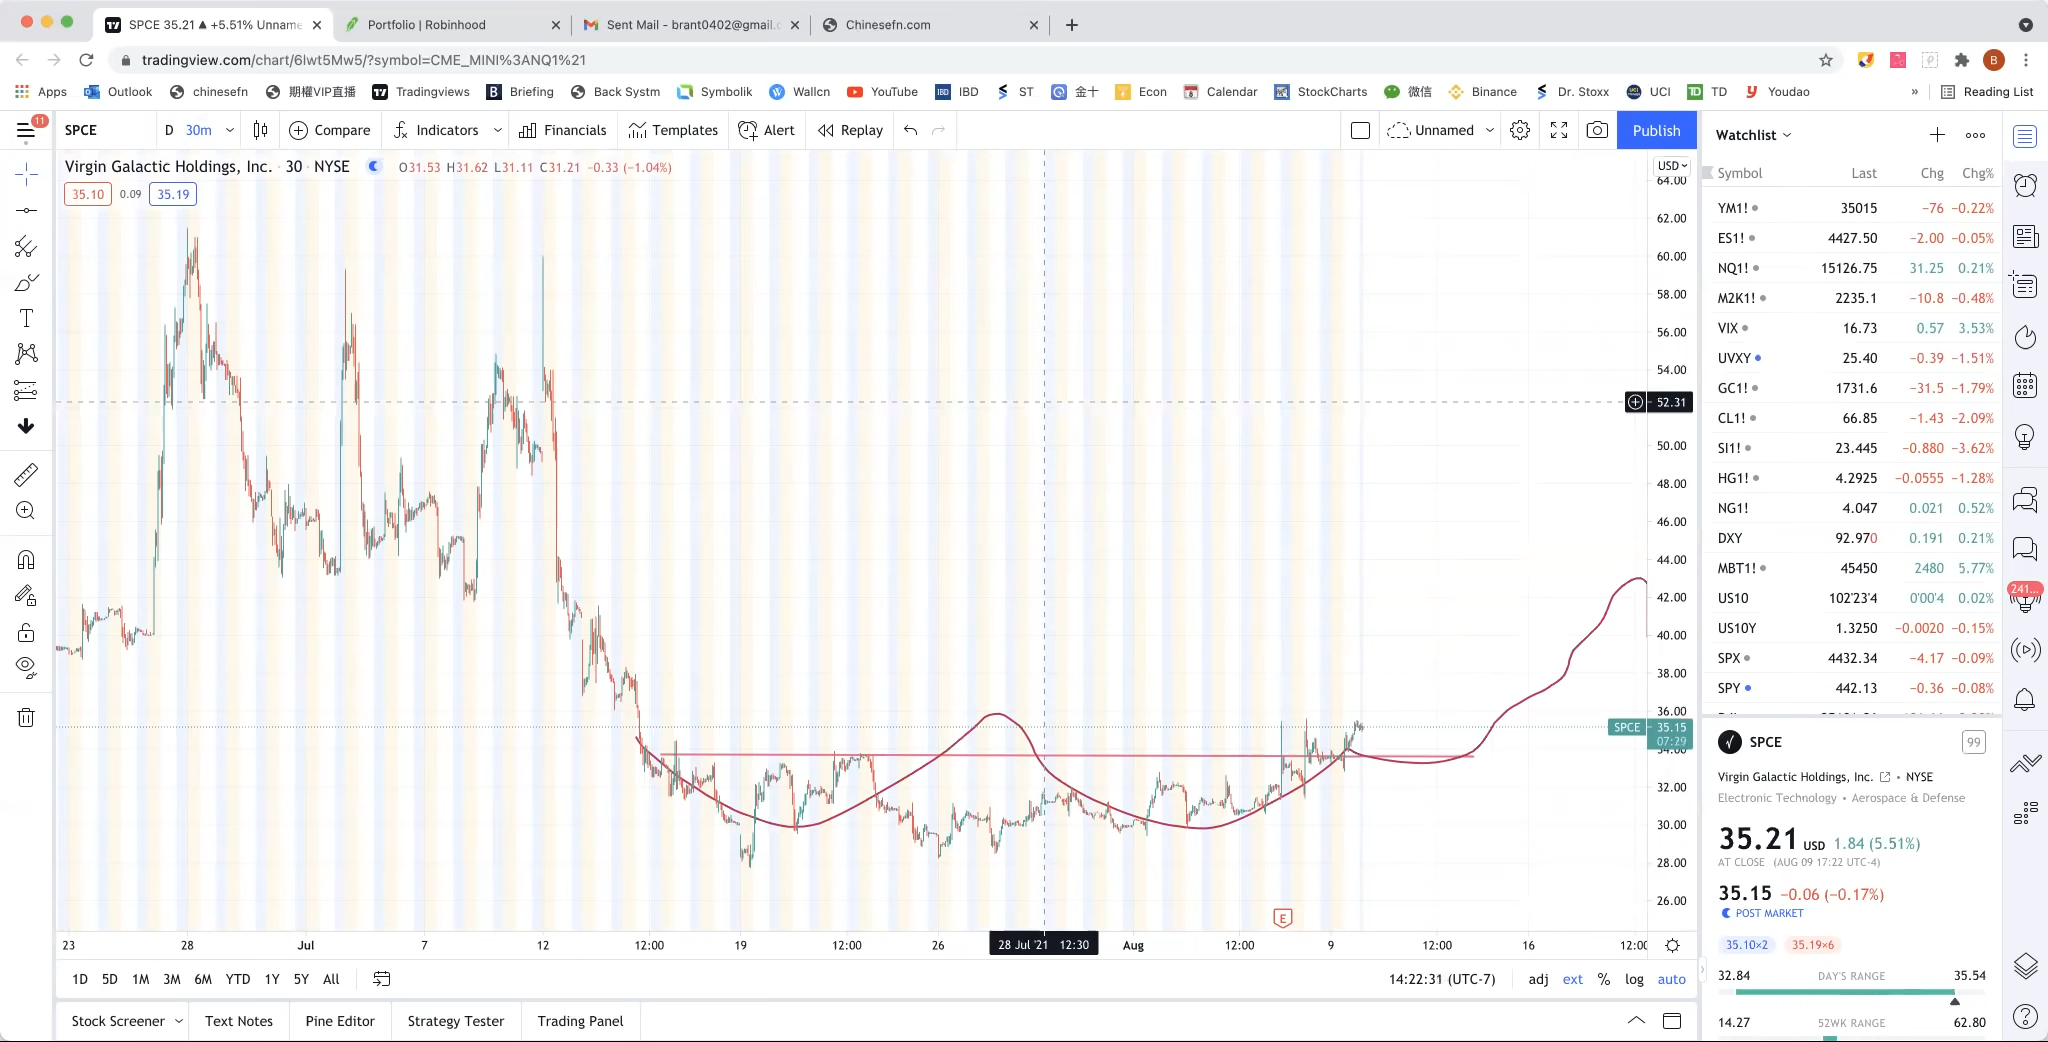 SPCE 35.21 ▲ +5.51% Unname
Portfolio | Robinhood
Sent Mail - brant0402@gmail.c
Chinesefn.com
tradingview.com/chart/6lwt5Mw5/?symbol=CME_MINI%3ANQ1%21
B
Apps Outlook chinesefn 期權VIP直播 Tradingviews Briefing Back Systm Symbolik Wallcn YouTube IBD ST 金十 Econ Calendar StockCharts 微信 Binance Dr. Stoxx UCI TD Youdao » Reading List
11
SPCE D 30m Compare Indicators Financials Templates Alert Replay Unnamed Publish
Watchlist
Virgin Galactic Holdings, Inc. · 30 · NYSE O31.53 H31.62 L31.11 C31.21 −0.33 (−1.04%)
35.10 0.09 35.19
USD
64.00
62.00
60.00
58.00
56.00
54.00
52.31
50.00
48.00
46.00
44.00
42.00
40.00
38.00
36.00
SPCE 35.15
07:29
34.00
32.00
30.00
28.00
26.00
E
23 28 Jul 7 12 12:00 19 12:00 26 28 Jul '21 12:30 Aug 12:00 9 12:00 16 12:00
1D 5D 1M 3M 6M YTD 1Y 5Y All 14:22:31 (UTC-7) adj ext % log auto
Stock Screener Text Notes Pine Editor Strategy Tester Trading Panel
Symbol Last Chg Chg%
YM1! 35015 −76 −0.22%
ES1! 4427.50 −2.00 −0.05%
NQ1! 15126.75 31.25 0.21%
M2K1! 2235.1 −10.8 −0.48%
VIX 16.73 0.57 3.53%
UVXY 25.40 −0.39 −1.51%
GC1! 1731.6 −31.5 −1.79%
CL1! 66.85 −1.43 −2.09%
SI1! 23.445 −0.880 −3.62%
HG1! 4.2925 −0.0555 −1.28%
NG1! 4.047 0.021 0.52%
DXY 92.970 0.191 0.21%
MBT1! 45450 2480 5.77%
US10 102'23'4 0'00'4 0.02%
US10Y 1.3250 −0.0020 −0.15%
SPX 4432.34 −4.17 −0.09%
SPY 442.13 −0.36 −0.08%
241...
SPCE 99
Virgin Galactic Holdings, Inc. • NYSE
Electronic Technology • Aerospace & Defense
35.21 USD 1.84 (5.51%)
AT CLOSE (AUG 09 17:22 UTC-4)
35.15 −0.06 (−0.17%)
POST MARKET
35.10×2 35.19×6
32.84 DAY'S RANGE 35.54
14.27 52WK RANGE 62.80